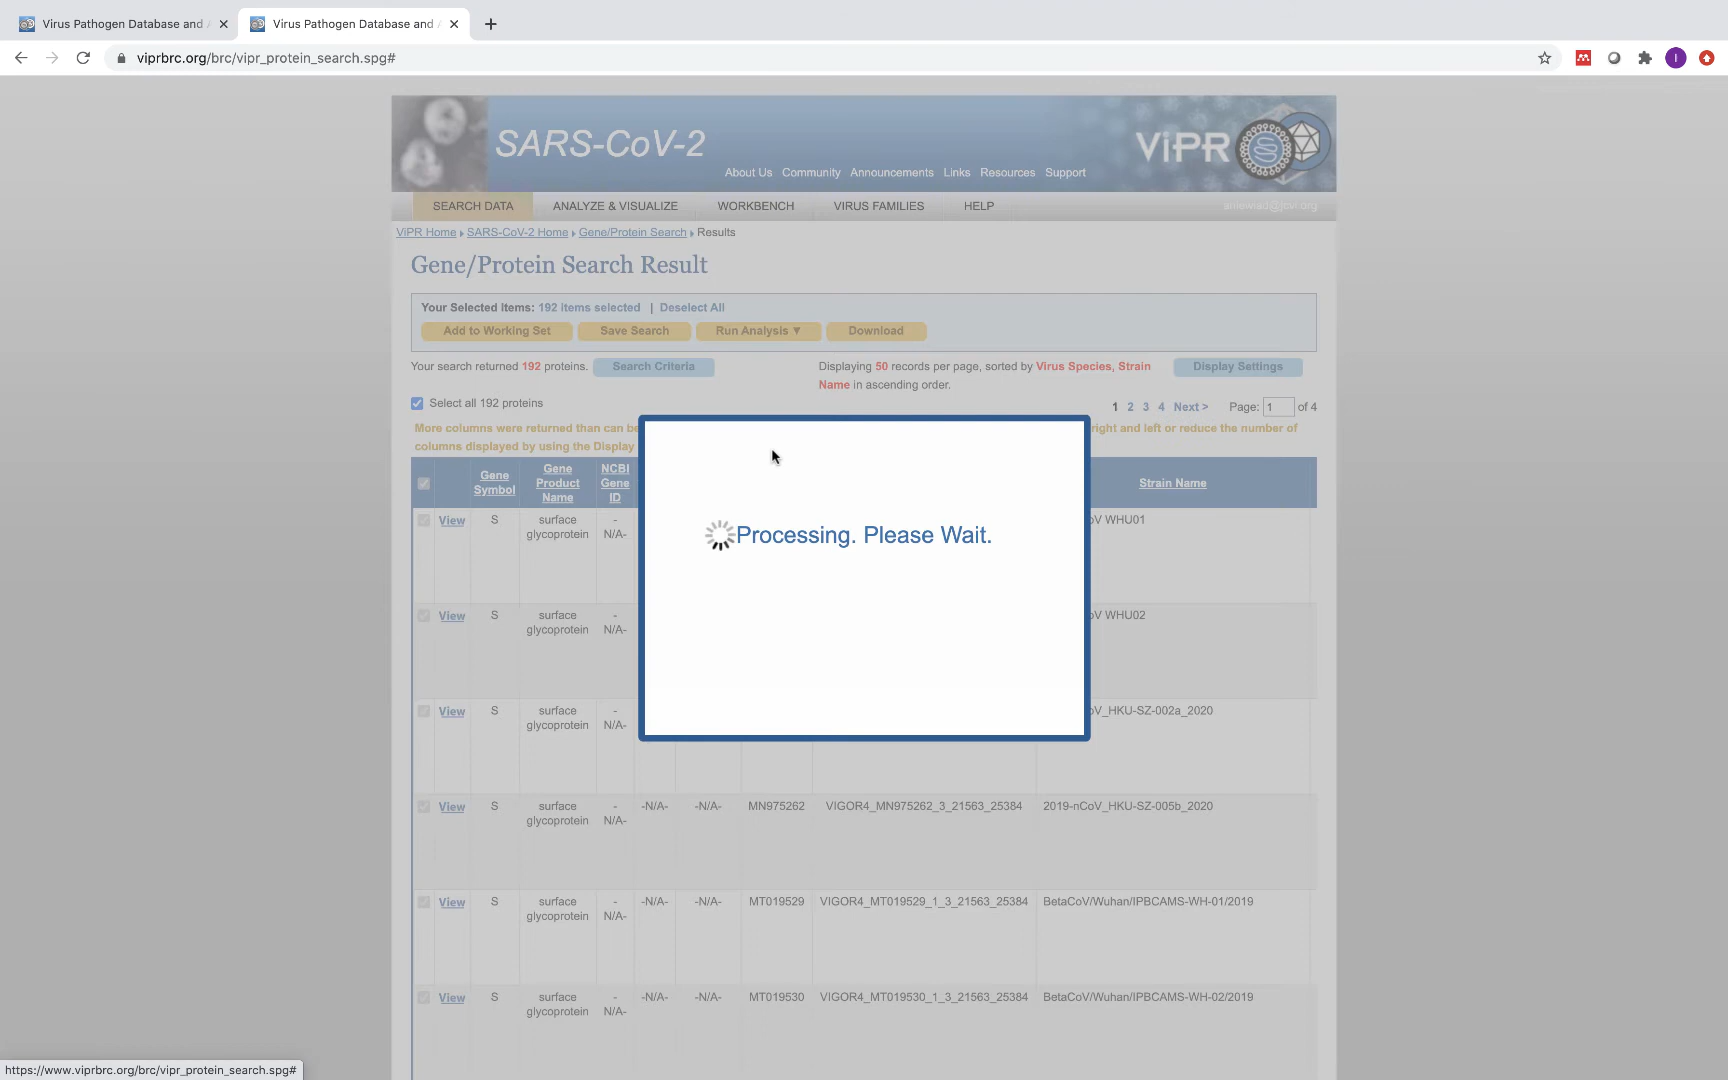 Virus Pathogen Database and
Virus Pathogen Database and
viprbrc.org/brc/vipr_protein_search.spg#
SARS-CoV-2
ViPR
About Us Community Announcements Links Resources Support
SEARCH DATA ANALYZE & VISUALIZE WORKBENCH VIRUS FAMILIES HELP
ViPR Home SARS-CoV-2 Home Gene/Protein Search Results
Gene/Protein Search Result
Your Selected Items: 192 items selected | Deselect All
Add to Working Set Save Search Run Analysis ▼ Download
Your search returned 192 proteins. Search Criteria
Displaying 50 records per page, sorted by Virus Species, Strain
Name in ascending order.
Display Settings
Select all 192 proteins
1 2 3 4 Next > Page: 1 of 4
More columns were returned than can be right and left or reduce the number of
columns displayed by using the Display
Gene Symbol Gene Product Name NCBI Gene ID Strain Name
View S surface glycoprotein -N/A- V WHU01
View S surface glycoprotein -N/A- V WHU02
View S surface glycoprotein -N/A- V_HKU-SZ-002a_2020
View S surface glycoprotein -N/A- -N/A- -N/A- MN975262 VIGOR4_MN975262_3_21563_25384 2019-nCoV_HKU-SZ-005b_2020
View S surface glycoprotein -N/A- -N/A- -N/A- MT019529 VIGOR4_MT019529_1_3_21563_25384 BetaCoV/Wuhan/IPBCAMS-WH-01/2019
View S surface glycoprotein -N/A- -N/A- -N/A- MT019530 VIGOR4_MT019530_1_3_21563_25384 BetaCoV/Wuhan/IPBCAMS-WH-02/2019
Processing. Please Wait.
https://www.viprbrc.org/brc/vipr_protein_search.spg#